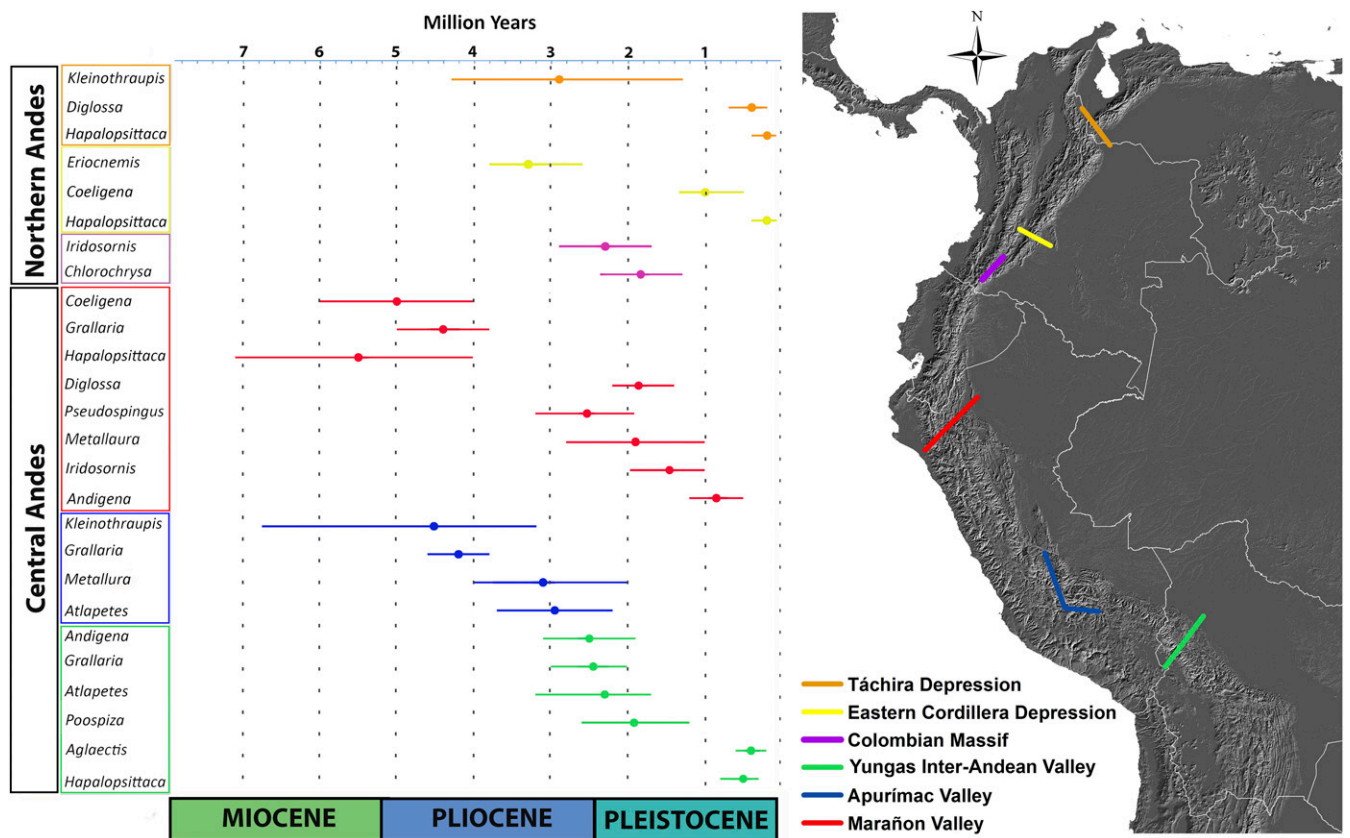 Million Years
7 6 5 4 3 2 1
Northern Andes
Kleinothraupis
Diglossa
Hapalopsittaca
Eriocnemis
Coeligena
Hapalopsittaca
Iridosornis
Chlorochrysa
Central Andes
Coeligena
Grallaria
Hapalopsittaca
Diglossa
Pseudospingus
Metallaura
Iridosornis
Andigena
Kleinothraupis
Grallaria
Metallura
Atlapetes
Andigena
Grallaria
Atlapetes
Poospiza
Aglaectis
Hapalopsittaca
MIOCENE PLIOCENE PLEISTOCENE
N
Táchira Depression
Eastern Cordillera Depression
Colombian Massif
Yungas Inter-Andean Valley
Apurímac Valley
Marañon Valley